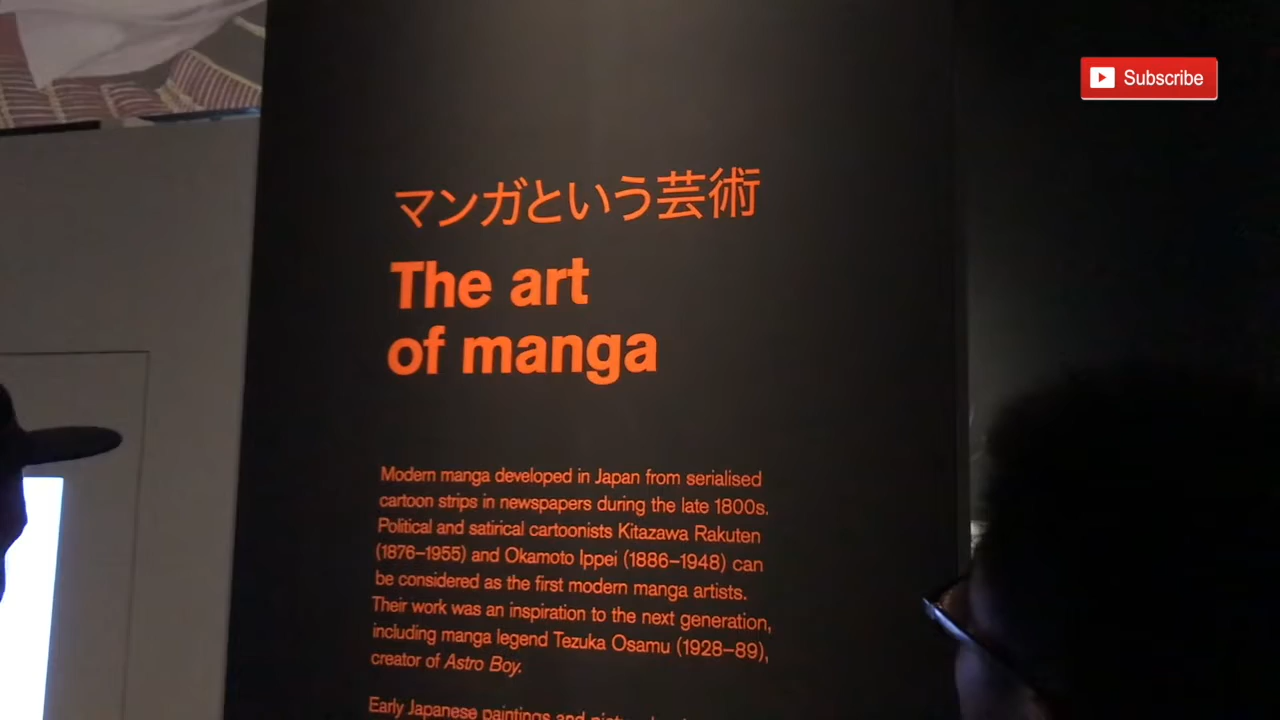 Subscribe
マンガという芸術
The art
of manga
Modern manga developed in Japan from serialised
cartoon strips in newspapers during the late 1800s.
Political and satirical cartoonists Kitazawa Rakuten
(1876–1955) and Okamoto Ippei (1886–1948) can
be considered as the first modern manga artists.
Their work was an inspiration to the next generation,
including manga legend Tezuka Osamu (1928–89),
creator of Astro Boy.
Early Japanese paintings and